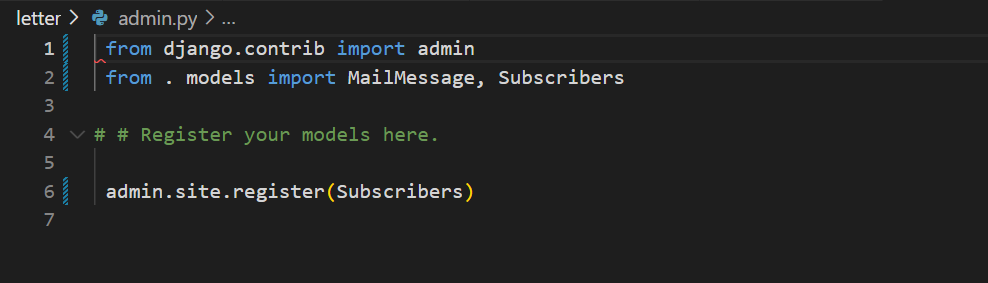 letter > admin.py > ...
1 from django.contrib import admin
2 from . models import MailMessage, Subscribers
3
4 # # Register your models here.
5
6 admin.site.register(Subscribers)
7